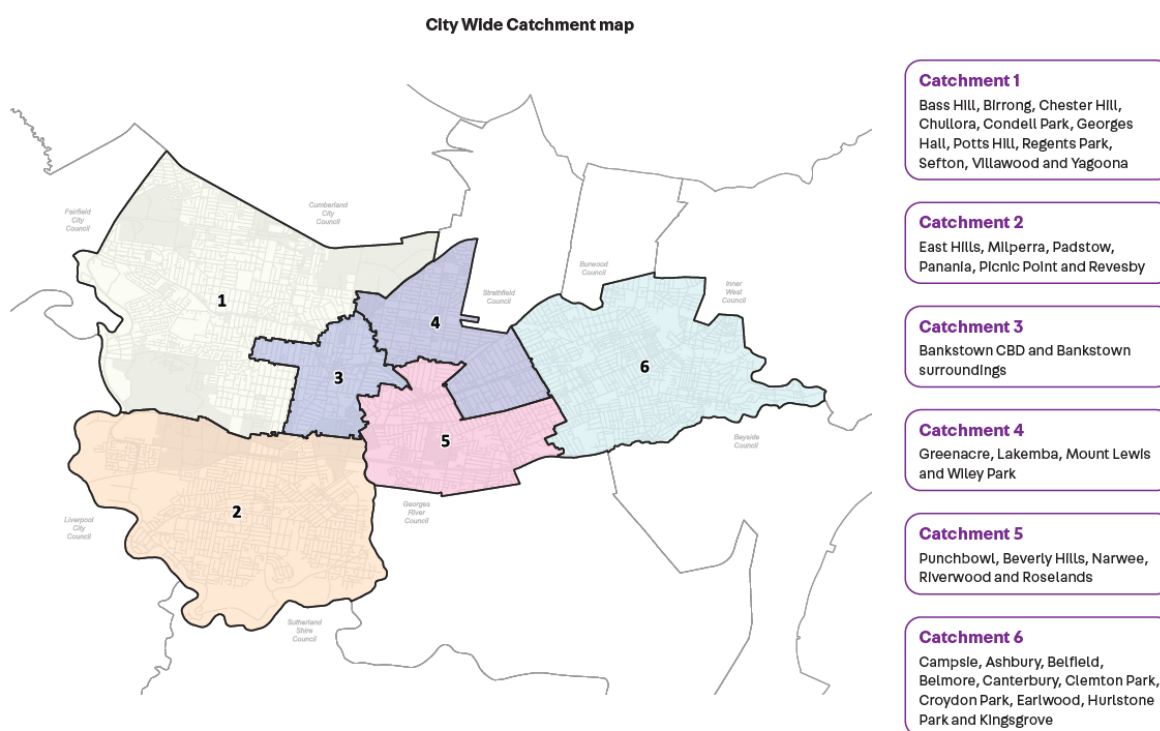 City Wide Catchment map
Fairfield
City
Council
Cumberland
City
Council
Strathfield
Council
Burwood
Council
Inner
West
Council
Bayside
Council
Georges
River
Council
Liverpool
City
Council
Sutherland
Shire
Council
1
2
3
4
5
6
Catchment 1
Bass Hill, Birrong, Chester Hill,
Chullora, Condell Park, Georges
Hall, Potts Hill, Regents Park,
Sefton, Villawood and Yagoona
Catchment 2
East Hills, Milperra, Padstow,
Panania, Picnic Point and Revesby
Catchment 3
Bankstown CBD and Bankstown
surroundings
Catchment 4
Greenacre, Lakemba, Mount Lewis
and Wiley Park
Catchment 5
Punchbowl, Beverly Hills, Narwee,
Riverwood and Roselands
Catchment 6
Campsie, Ashbury, Belfield,
Belmore, Canterbury, Clemton Park,
Croydon Park, Earlwood, Hurlstone
Park and Kingsgrove